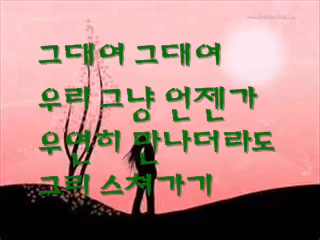 그대여 그대여
우리 그냥 언젠가
우연히 만나더라도
그리 스쳐가기